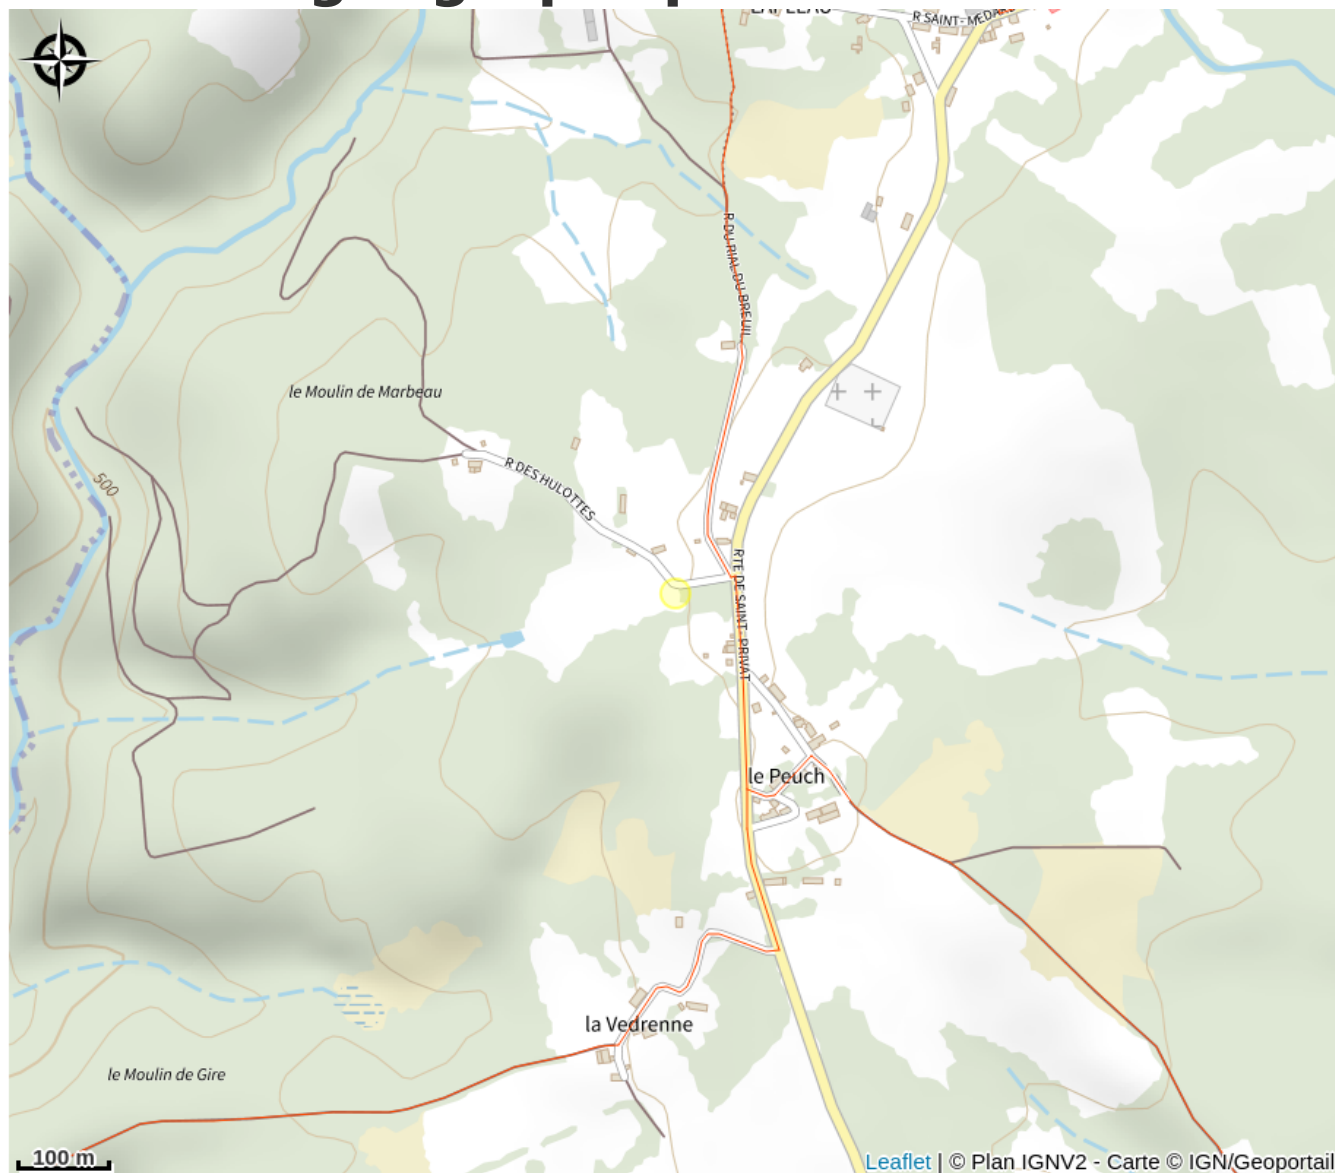 R SAINT-MEDARD
R DU RIAL DU BREUIL
le Moulin de Marbeau
R DES HULOTTES
500
RTE DE SAINT-PRIVAT
le Peuch
la Vedrenne
le Moulin de Gire
100 m
Leaflet | © Plan IGNV2 - Carte © IGN/Geoportail